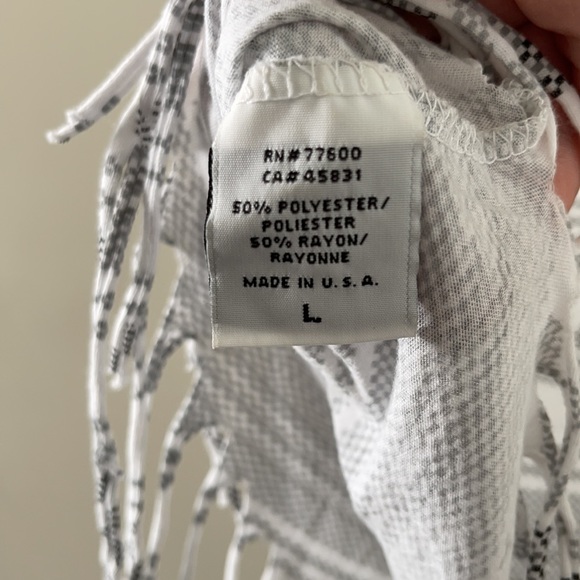 RN#77600
CA#45831
50% POLYESTER/
POLIESTER
50% RAYON/
RAYONNE
MADE IN U.S.A.
L